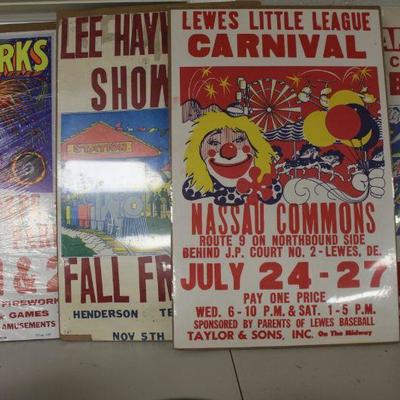 RKS
& 2
FIREWORK
GAMES
AMUSEMENTS
LEE HAY
SHOW
STATION
FALL FR
HENDERSON TE
NOV 5TH
LEWES LITTLE LEAGUE
CARNIVAL
NASSAU COMMONS
ROUTE 9 ON NORTHBOUND SIDE
BEHIND J.P. COURT NO. 2 - LEWES, DE.
JULY 24 - 27
PAY ONE PRICE
WED. 6 - 10 P.M. & SAT. 1 - 5 P.M.
SPONSORED BY PARENTS OF LEWES BASEBALL
TAYLOR & SONS, INC. On The Midway